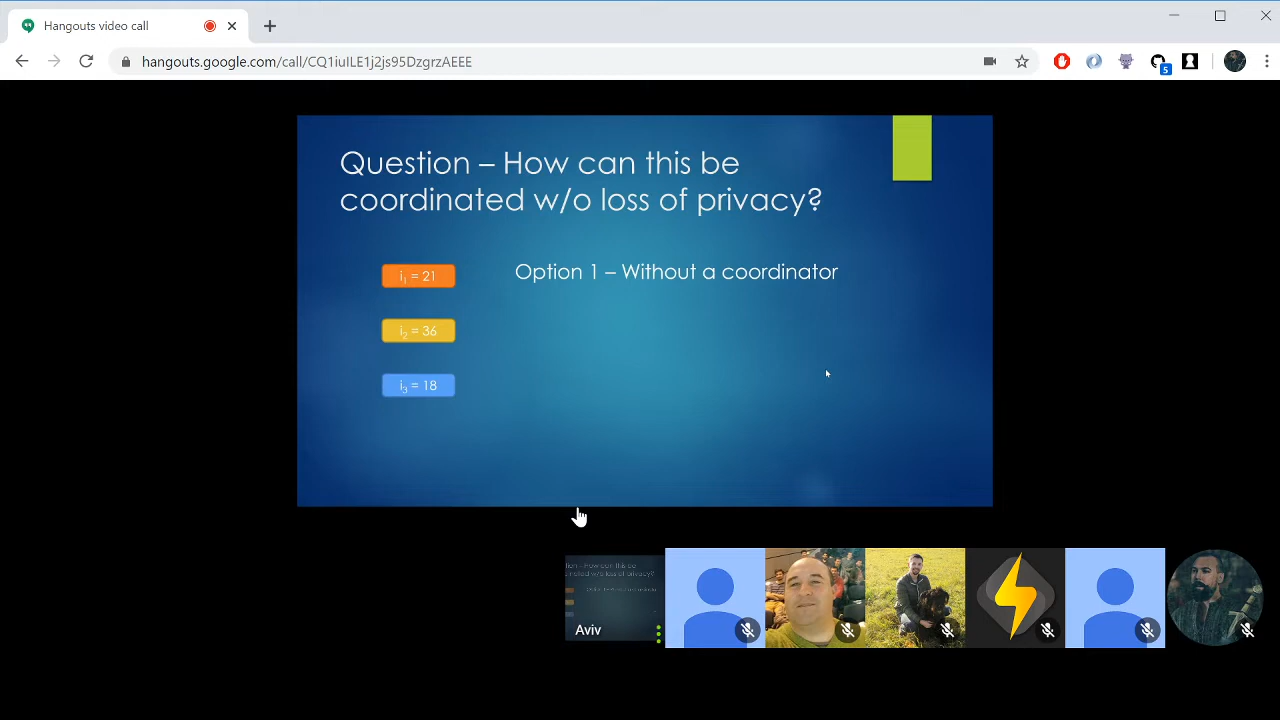 Hangouts video call
hangouts.google.com/call/CQ1iuILE1j2js95DzgrzAEEE
5
Question – How can this be
coordinated w/o loss of privacy?
i₁ = 21
Option 1 – Without a coordinator
i₂ = 36
i₃ = 18
Aviv